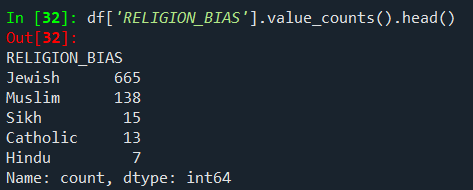 In [32]: df['RELIGION_BIAS'].value_counts().head()
Out[32]:
RELIGION_BIAS
Jewish      665
Muslim      138
Sikh         15
Catholic     13
Hindu         7
Name: count, dtype: int64